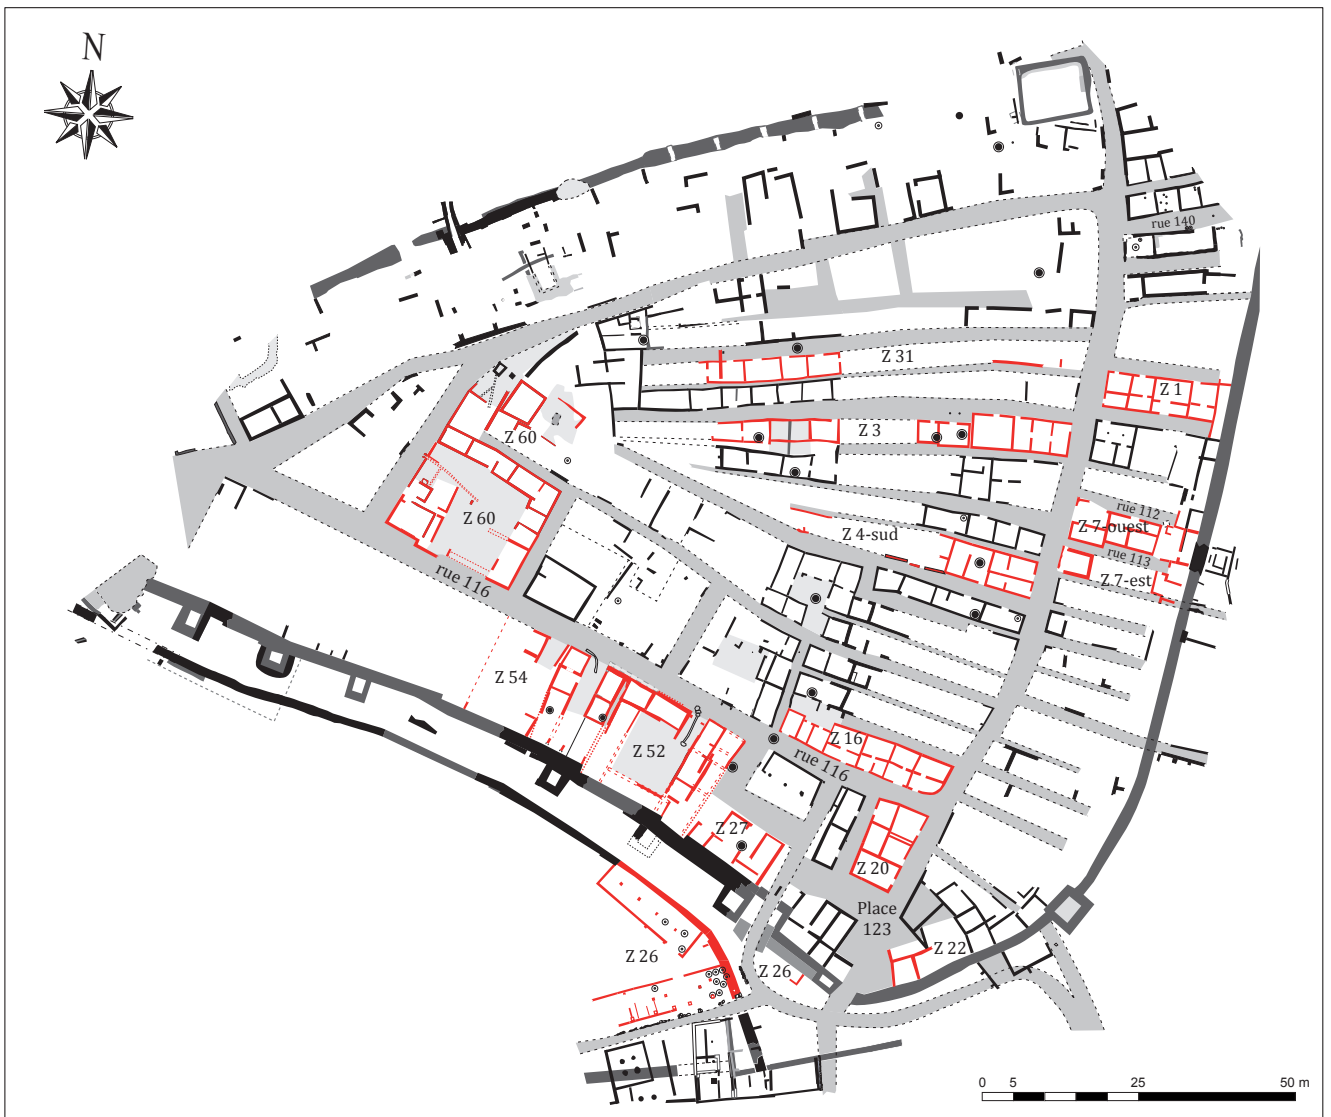 N
rue 140
Z 31
Z 1
Z 3
Z 60
Z 60
rue 112
Z 7-ouest
Z 4-sud
rue 113
Z 7-est
rue 116
Z 54
Z 52
Z 16
rue 116
Z 27
Z 20
Place
123
Z 22
Z 26
Z 26
0 5 25 50 m